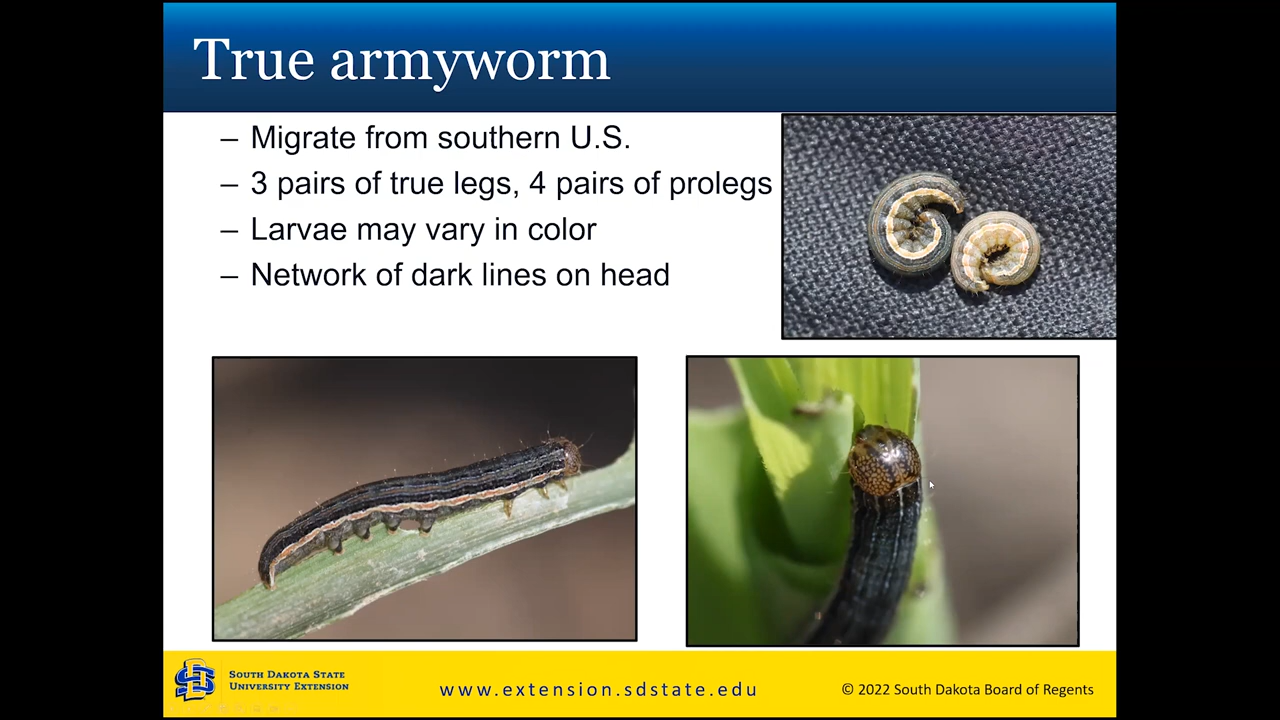 True armyworm
– Migrate from southern U.S.
– 3 pairs of true legs, 4 pairs of prolegs
– Larvae may vary in color
– Network of dark lines on head
SOUTH DAKOTA STATE
UNIVERSITY EXTENSION
www.extension.sdstate.edu
© 2022 South Dakota Board of Regents